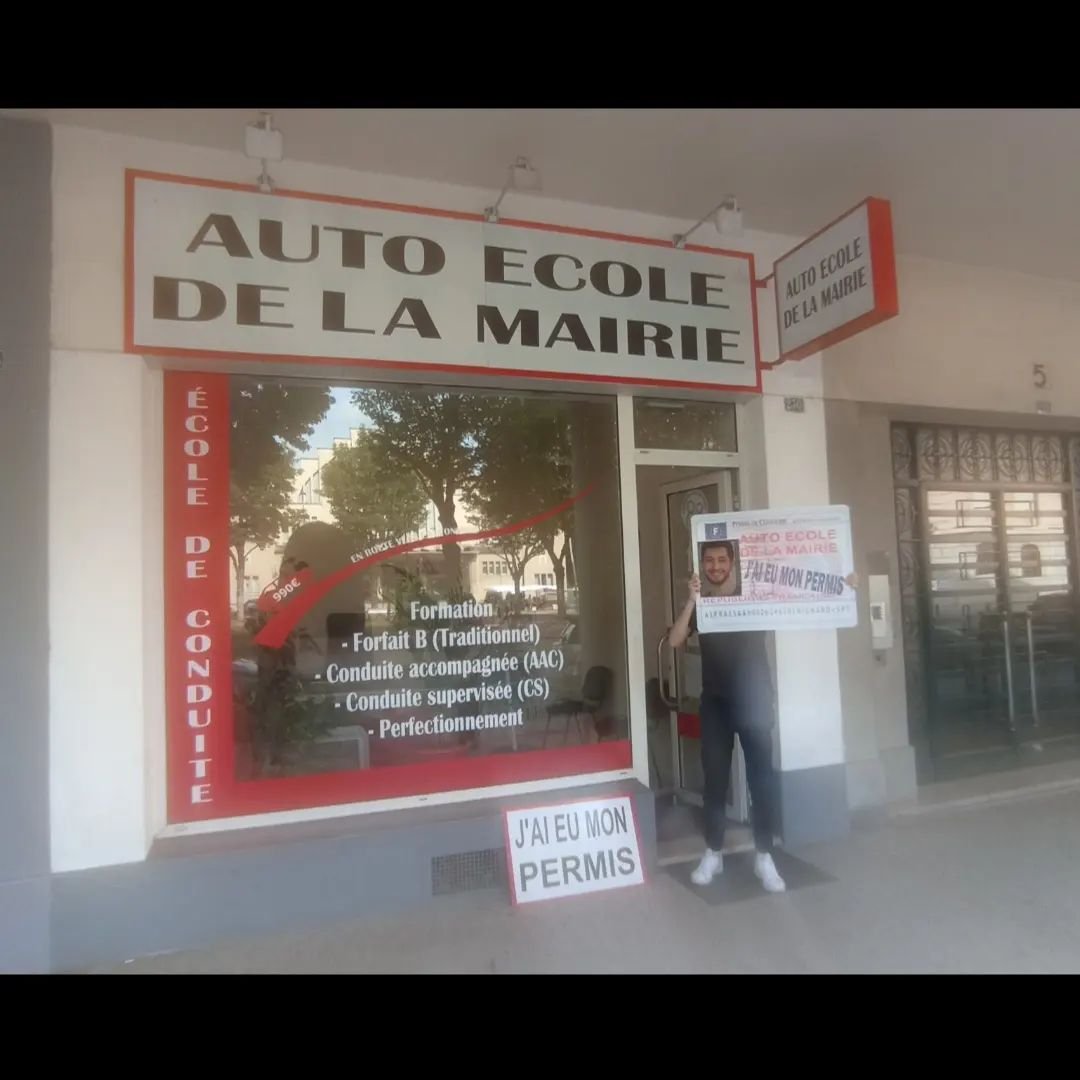 AUTO ECOLE
DE LA MAIRIE
AUTO ECOLE
DE LA MAIRIE
5
ÉCOLE DE CONDUITE
EN BOITE
990€
Formation
- Forfait B (Traditionnel)
- Conduite accompagnée (AAC)
- Conduite supervisée (CS)
- Perfectionnement
F
AUTO ECOLE
DE LA MAIRIE
J'AI EU MON PERMIS
J'AI EU MON
PERMIS